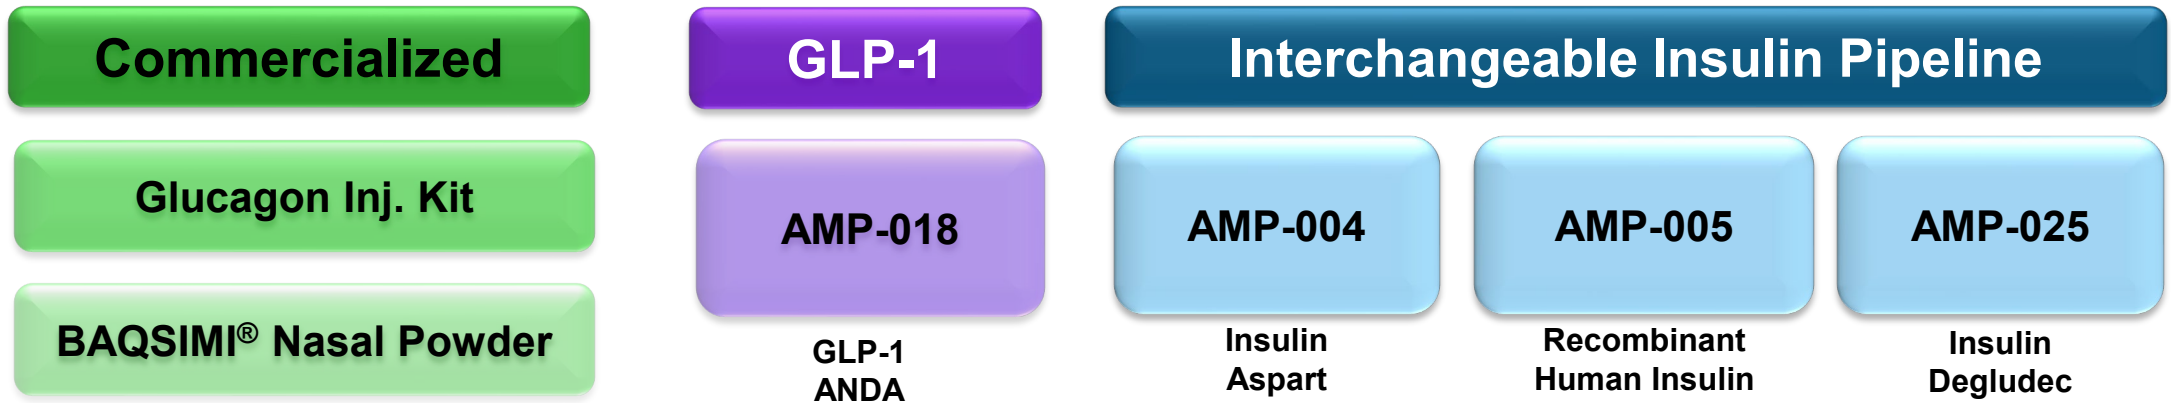 Commercialized
Glucagon Inj. Kit
BAQSIMI® Nasal Powder
GLP-1
AMP-018
GLP-1
ANDA
Interchangeable Insulin Pipeline
AMP-004
Insulin
Aspart
AMP-005
Recombinant
Human Insulin
AMP-025
Insulin
Degludec